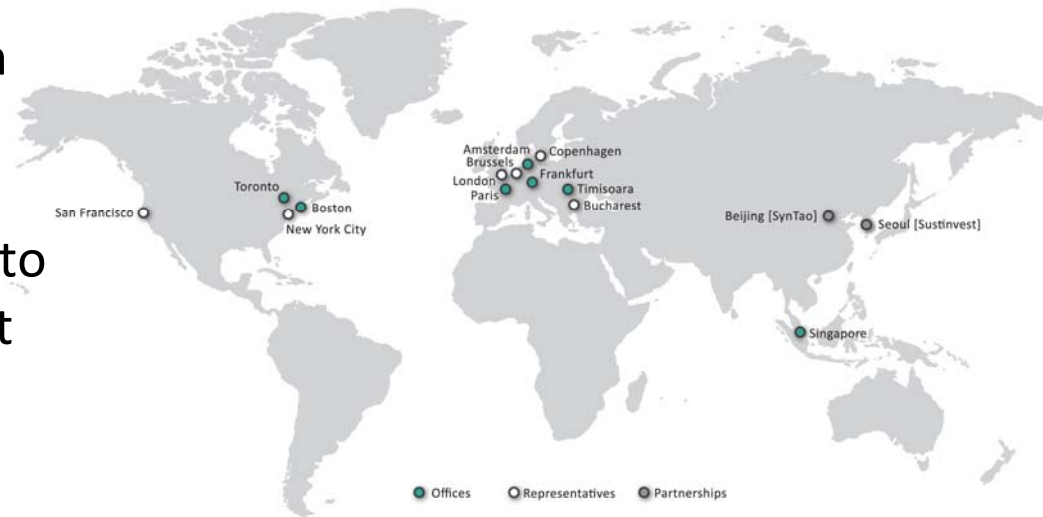 n
to
t
Toronto
San Francisco
Boston
New York City
Amsterdam
Copenhagen
Brussels
Frankfurt
London
Timisoara
Paris
Bucharest
Beijing [SynTao]
Seoul [Sustinvest]
Singapore
Offices
Representatives
Partnerships